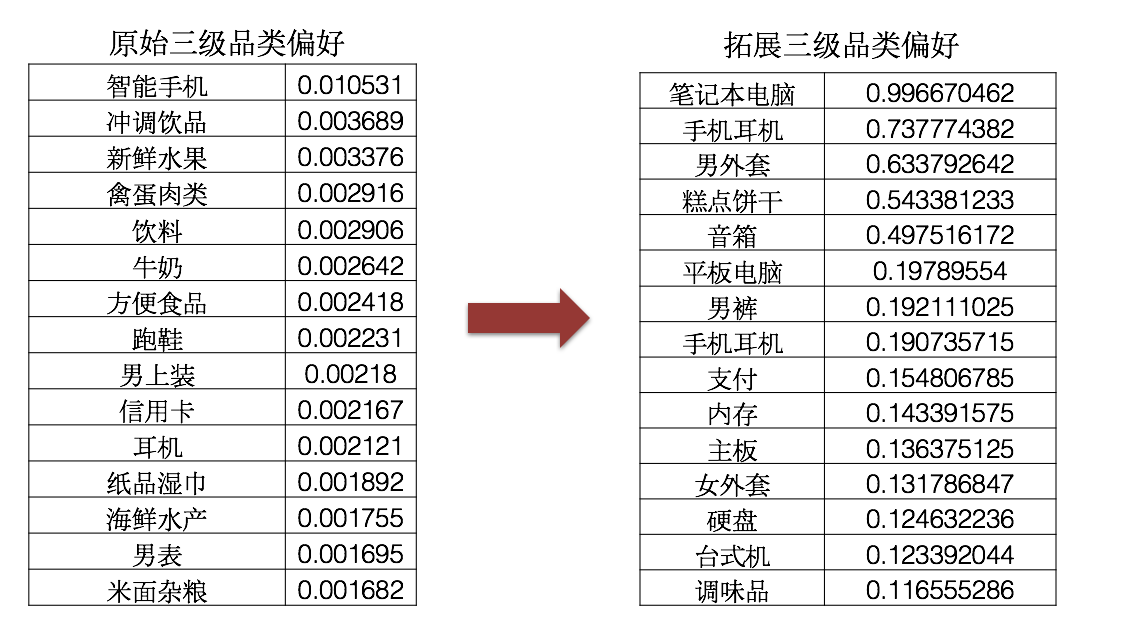 原始三级品类偏好
智能手机 0.010531
冲调饮品 0.003689
新鲜水果 0.003376
禽蛋肉类 0.002916
饮料 0.002906
牛奶 0.002642
方便食品 0.002418
跑鞋 0.002231
男上装 0.00218
信用卡 0.002167
耳机 0.002121
纸品湿巾 0.001892
海鲜水产 0.001755
男表 0.001695
米面杂粮 0.001682
拓展三级品类偏好
笔记本电脑 0.996670462
手机耳机 0.737774382
男外套 0.633792642
糕点饼干 0.543381233
音箱 0.497516172
平板电脑 0.19789554
男裤 0.192111025
手机耳机 0.190735715
支付 0.154806785
内存 0.143391575
主板 0.136375125
女外套 0.131786847
硬盘 0.124632236
台式机 0.123392044
调味品 0.116555286